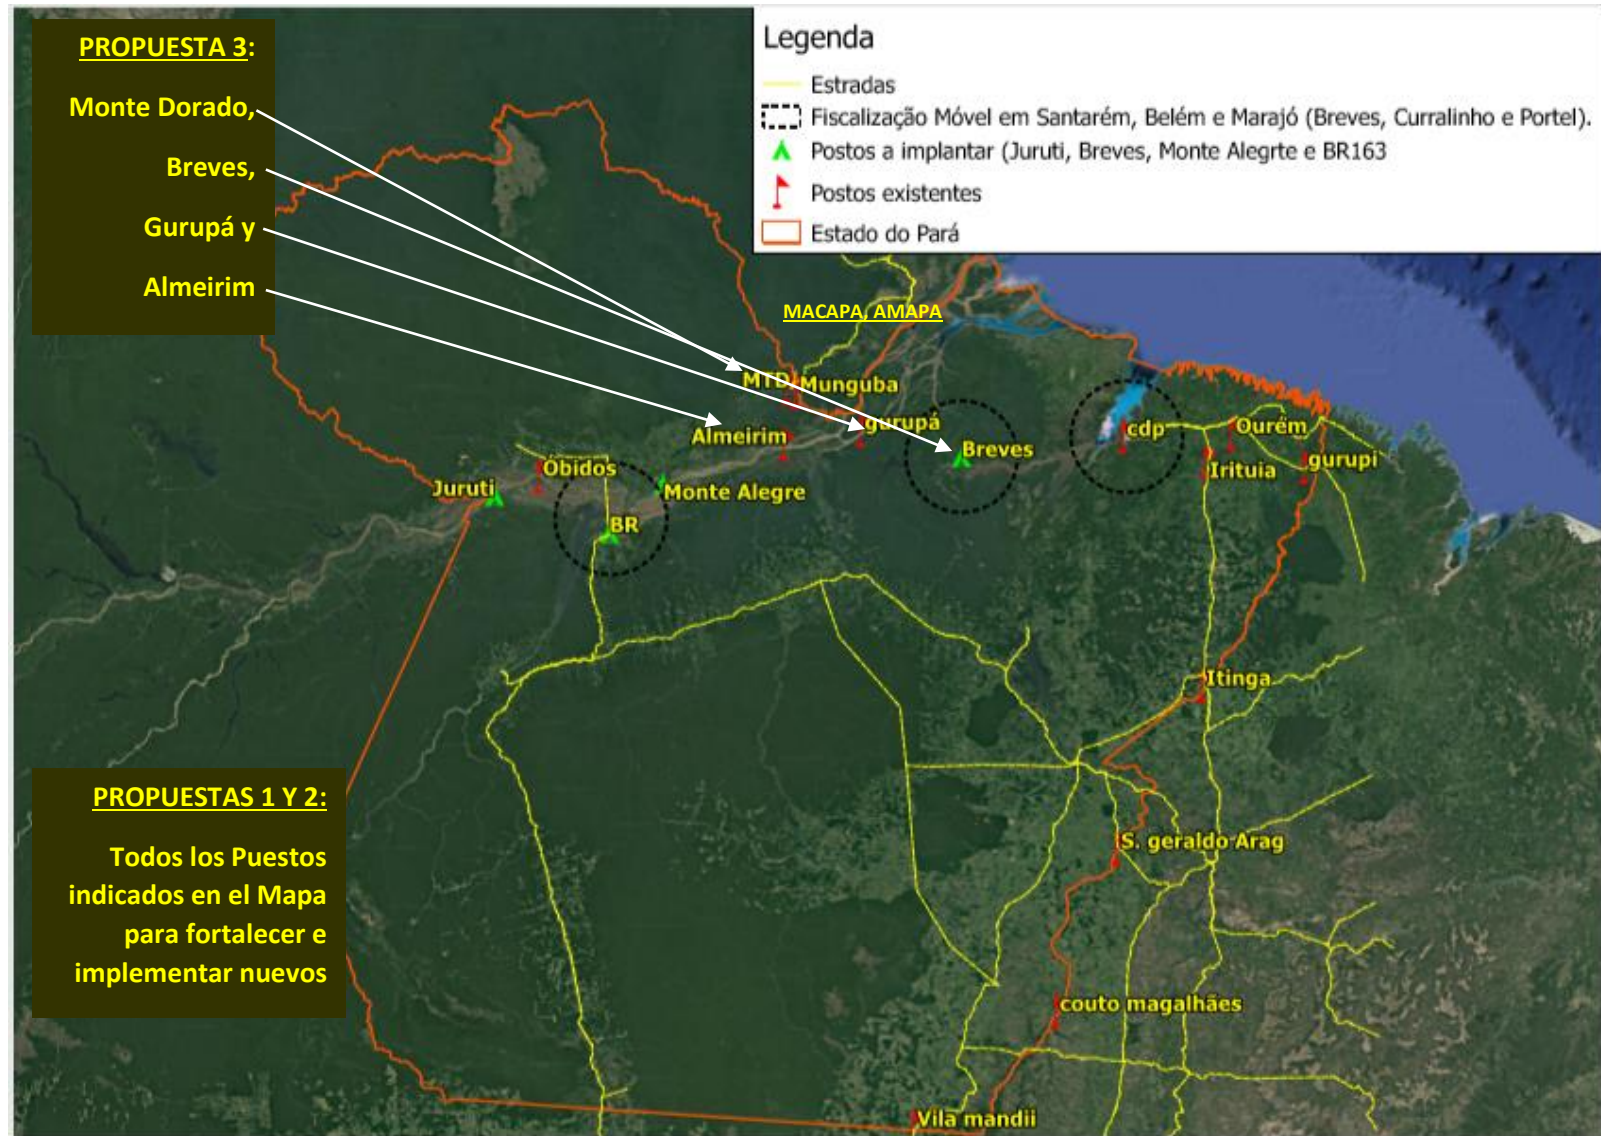 PROPUESTA 3:
Monte Dorado,
Breves,
Gurupá y
Almeirim
Legenda
Estradas
Fiscalização Móvel em Santarém, Belém e Marajó (Breves, Curralinho e Portel).
Postos a implantar (Juruti, Breves, Monte Alegrte e BR163
Postos existentes
Estado do Pará
MACAPA, AMAPA
MTD
Munguba
gurupá
Almeirim
Breves
cdp
Ourém
Irituia
gurupi
Óbidos
Juruti
Monte Alegre
BR
Itinga
PROPUESTAS 1 Y 2:
Todos los Puestos
indicados en el Mapa
para fortalecer e
implementar nuevos
S. geraldo Arag
couto magalhães
Vila mandii